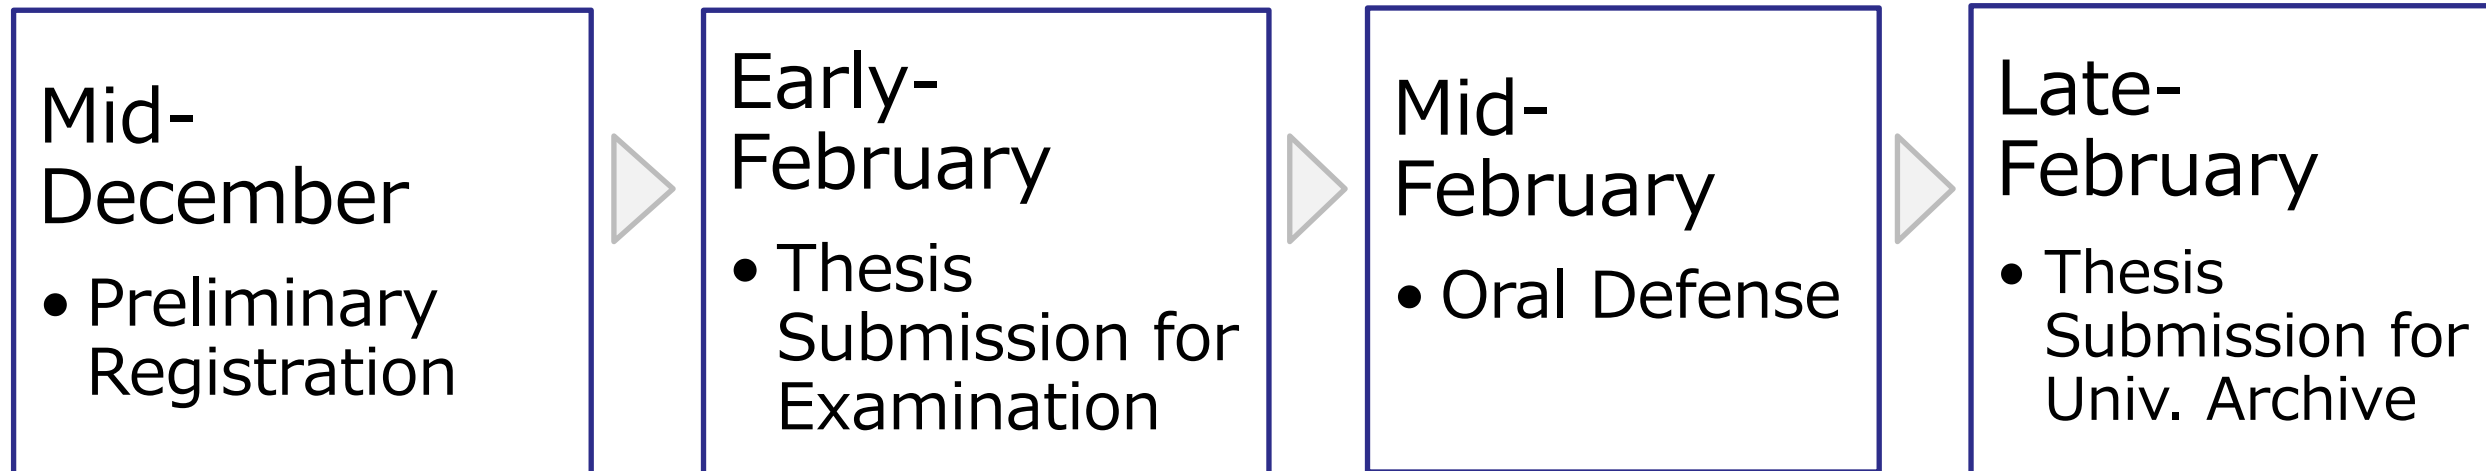 Mid-
December
• Preliminary
Registration
Early-
February
• Thesis
Submission for
Examination
Mid-
February
• Oral Defense
Late-
February
• Thesis
Submission for
Univ. Archive